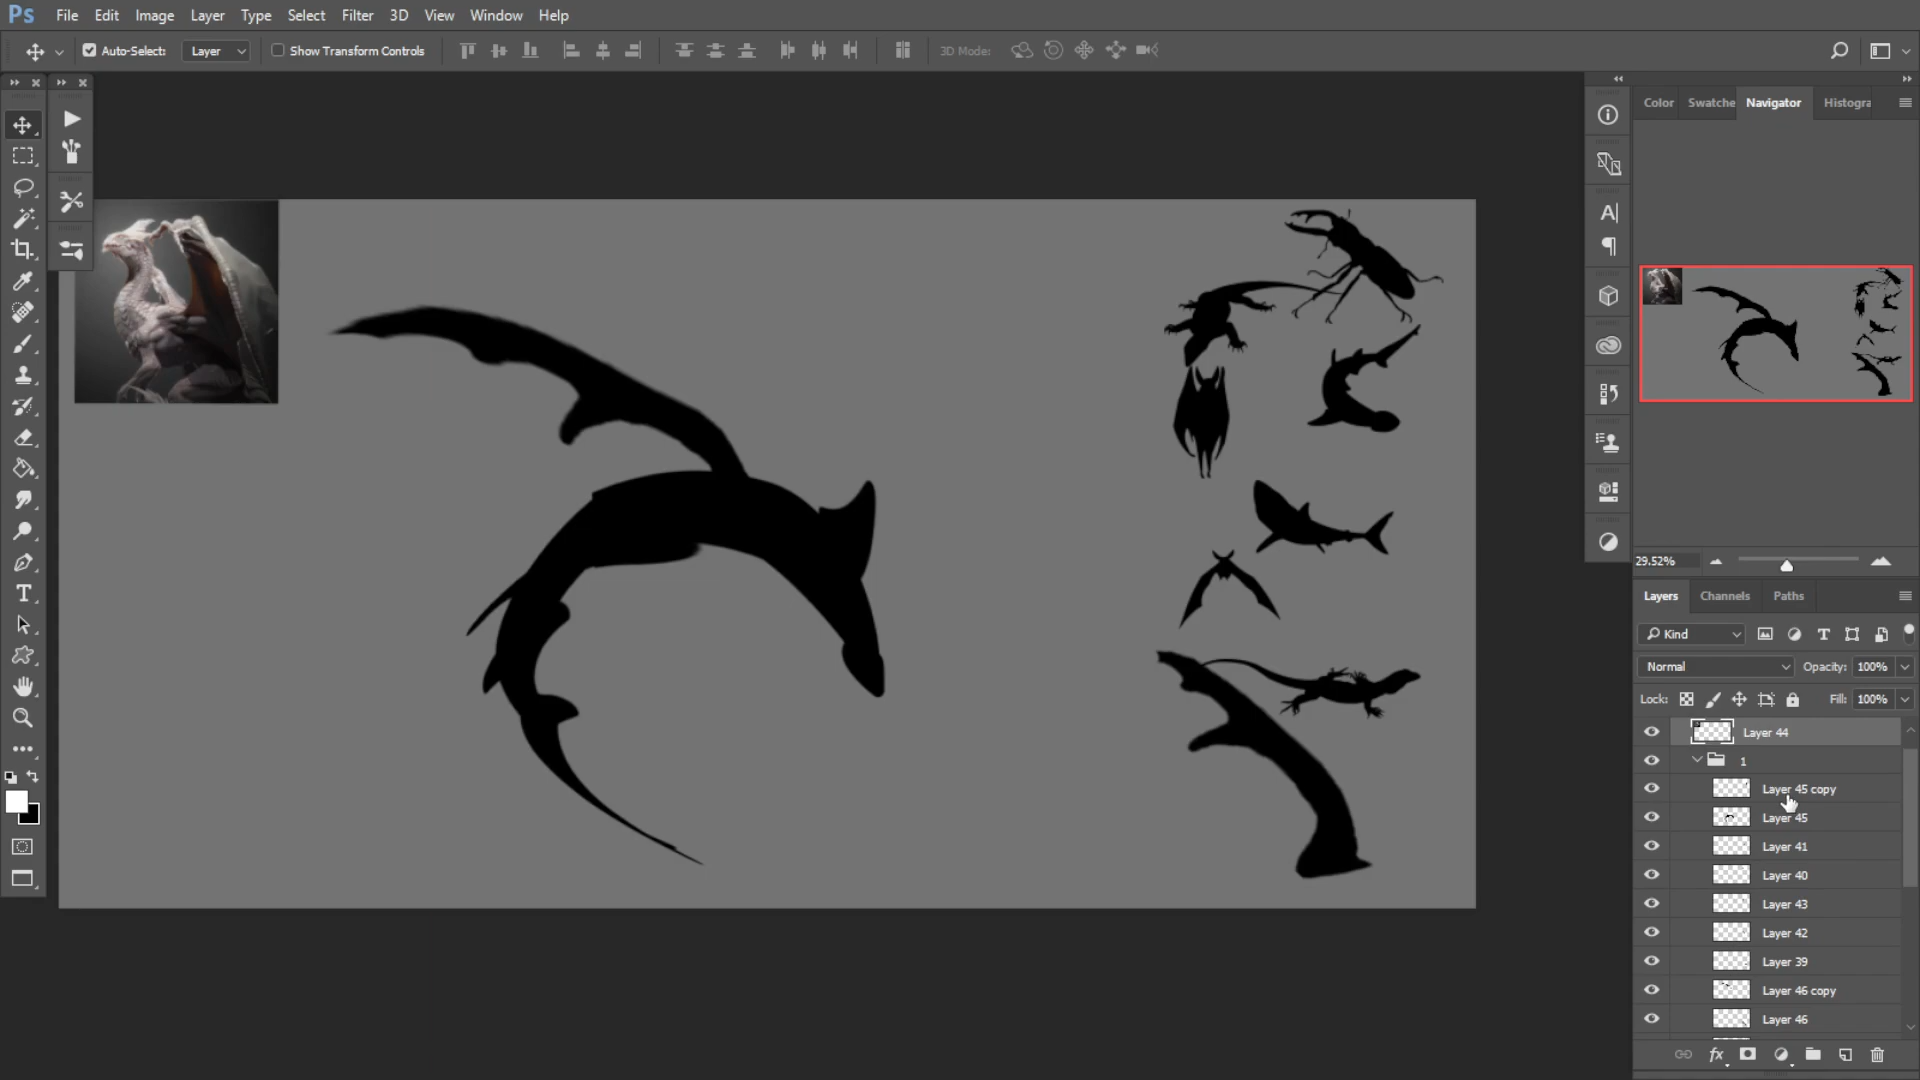 Ps File Edit Image Layer Type Select Filter 3D View Window Help
Auto-Select: Layer Show Transform Controls 3D Mode:
Color Swatche Navigator Histogra
29.52%
Layers Channels Paths
Kind
Normal Opacity: 100%
Lock: Fill: 100%
Layer 44
1
Layer 45 copy
Layer 45
Layer 41
Layer 40
Layer 43
Layer 42
Layer 39
Layer 46 copy
Layer 46
fx